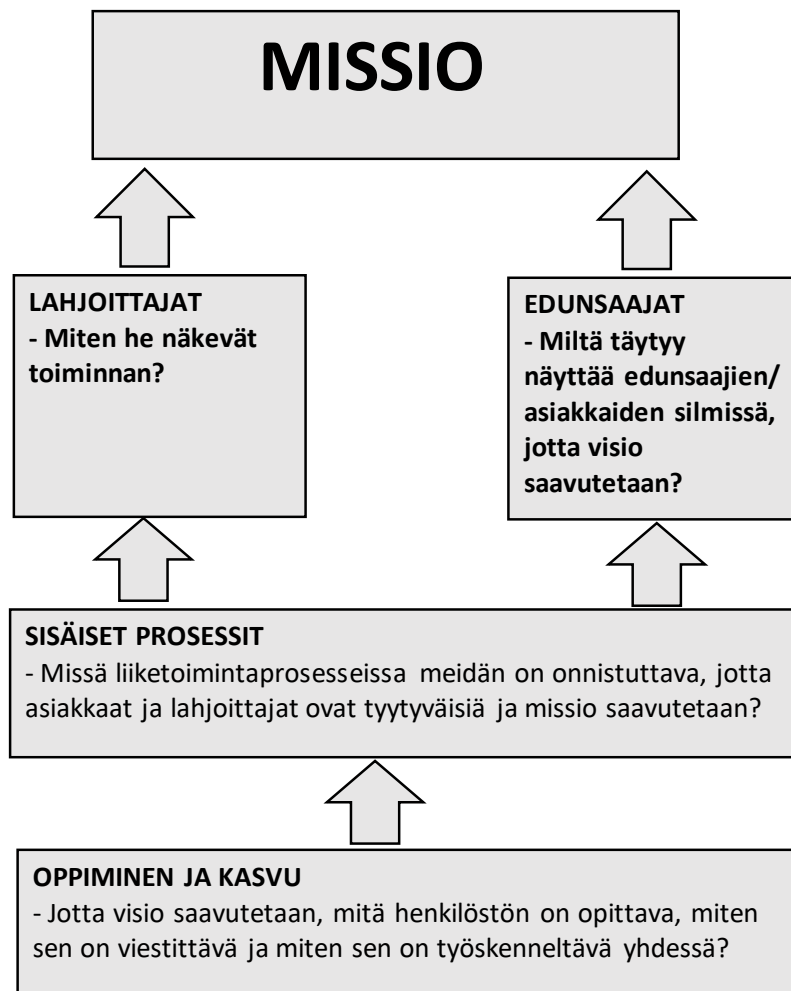 MISSIO
LAHJOITTAJAT
- Miten he näkevät
toiminnan?
EDUNSAAJAT
- Miltä täytyy
näyttää edunsaajien/
asiakkaiden silmissä,
jotta visio
saavutetaan?
SISÄISET PROSESSIT
- Missä liiketoimintaprosesseissa meidän on onnistuttava, jotta
asiakkaat ja lahjoittajat ovat tyytyväisiä ja missio saavutetaan?
OPPIMINEN JA KASVU
- Jotta visio saavutetaan, mitä henkilöstön on opittava, miten
sen on viestittävä ja miten sen on työskenneltävä yhdessä?